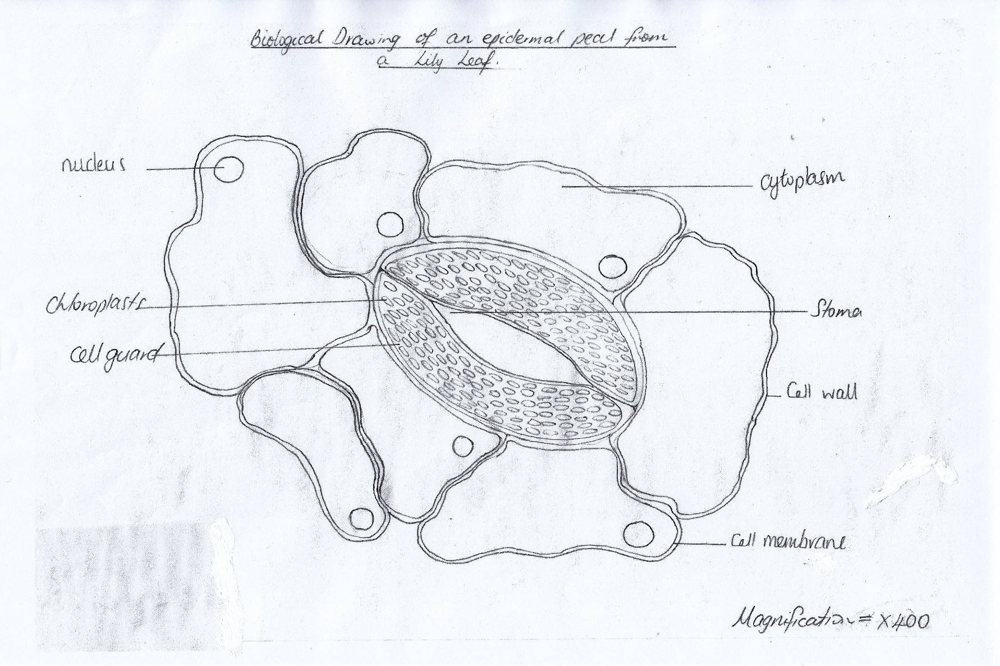 Biological Drawing of an epidermal peal from
a Lily Leaf.
nucleus
cytoplasm
Chloroplasts
Stoma
Cell guard
Cell wall
Cell membrane
Magnification = x400